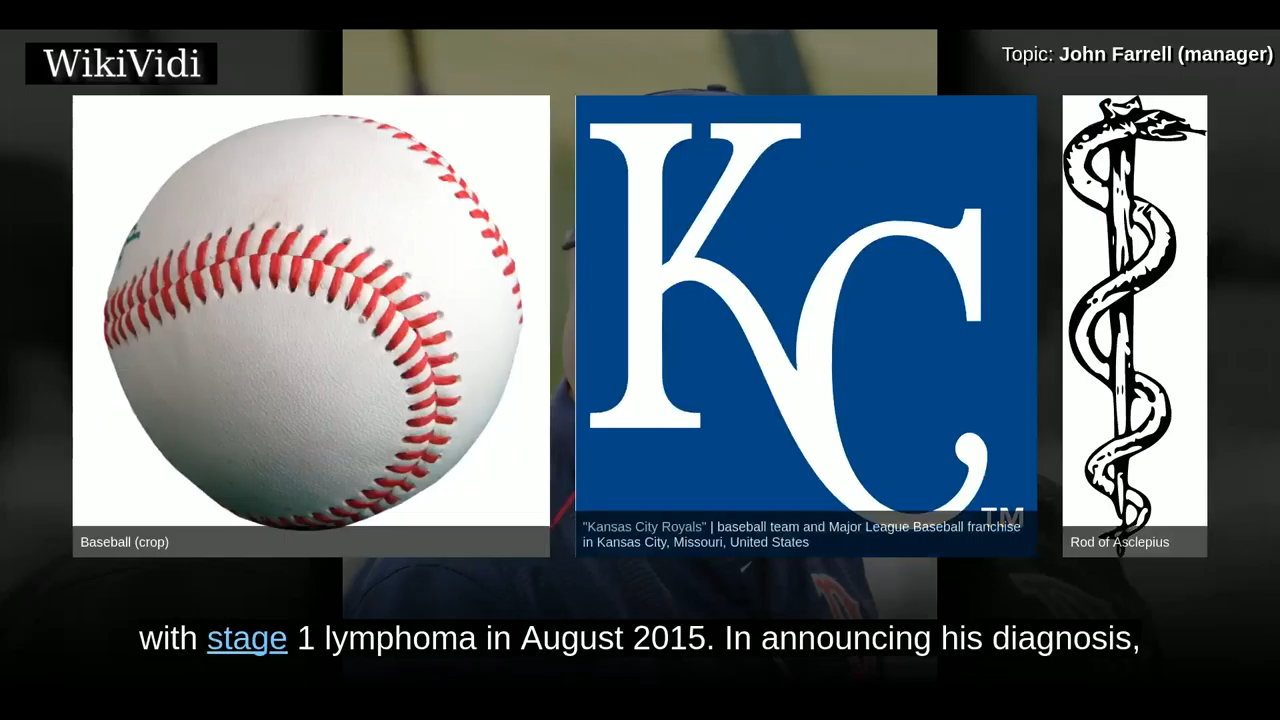 WikiVidi
Topic: John Farrell (manager)
KC
TM
Baseball (crop)
"Kansas City Royals" | baseball team and Major League Baseball franchise
in Kansas City, Missouri, United States
Rod of Asclepius
with stage 1 lymphoma in August 2015. In announcing his diagnosis,